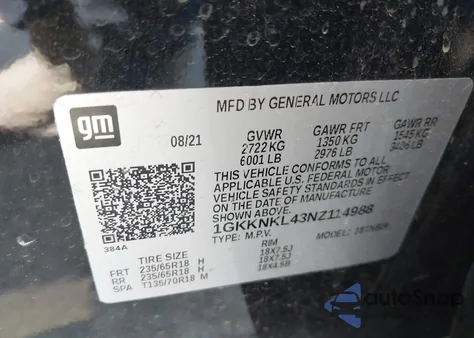 gm
MFD BY GENERAL MOTORS LLC
08/21 GVWR GAWR FRT GAWR RR
2722 KG 1350 KG 1545 KG
6001 LB 2976 LB 3406 LB
THIS VEHICLE CONFORMS TO ALL
APPLICABLE U.S. FEDERAL MOTOR
VEHICLE SAFETY STANDARDS IN EFFECT ON
THE DATE OF MANUFACTURE
SHOWN ABOVE.
1GKKNKL43NZ114988
384A
TYPE: M.P.V. MODEL:
TIRE SIZE RIM
FRT 235/65R18 H 18X7.5J
RR 235/65R18 H 18X7.5J
SPA T135/70R18 M 18X4.5B
autoSnap